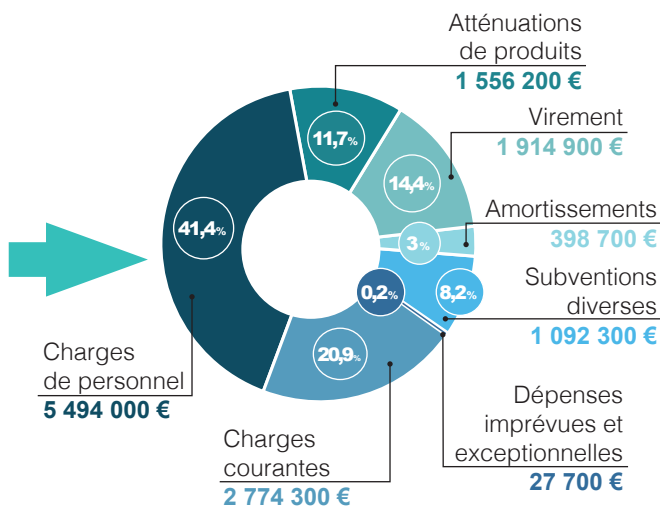 Atténuations
de produits
1 556 200 €
11,7%
Virement
1 914 900 €
14,4%
Amortissements
398 700 €
3%
Subventions
diverses
1 092 300 €
8,2%
0,2%
Dépenses
imprévues et
exceptionnelles
27 700 €
20,9%
Charges
courantes
2 774 300 €
41,4%
Charges
de personnel
5 494 000 €